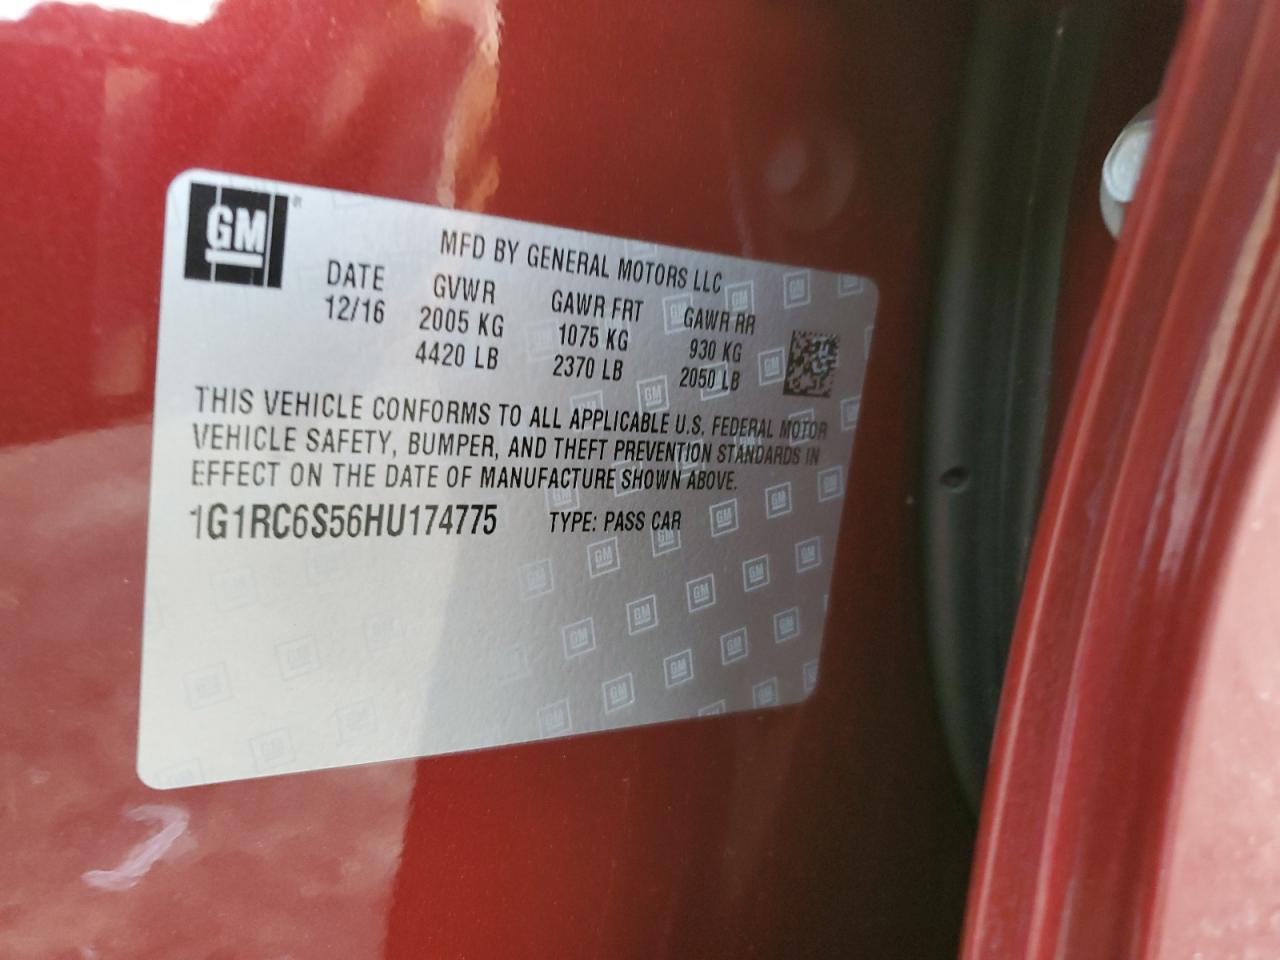 GM
MFD BY GENERAL MOTORS LLC
DATE GVWR GAWR FRT GAWR RR
12/16 2005 KG 1075 KG 930 KG
4420 LB 2370 LB 2050 LB
THIS VEHICLE CONFORMS TO ALL APPLICABLE U.S. FEDERAL MOTOR
VEHICLE SAFETY, BUMPER, AND THEFT PREVENTION STANDARDS IN
EFFECT ON THE DATE OF MANUFACTURE SHOWN ABOVE.
1G1RC6S56HU174775 TYPE: PASS CAR